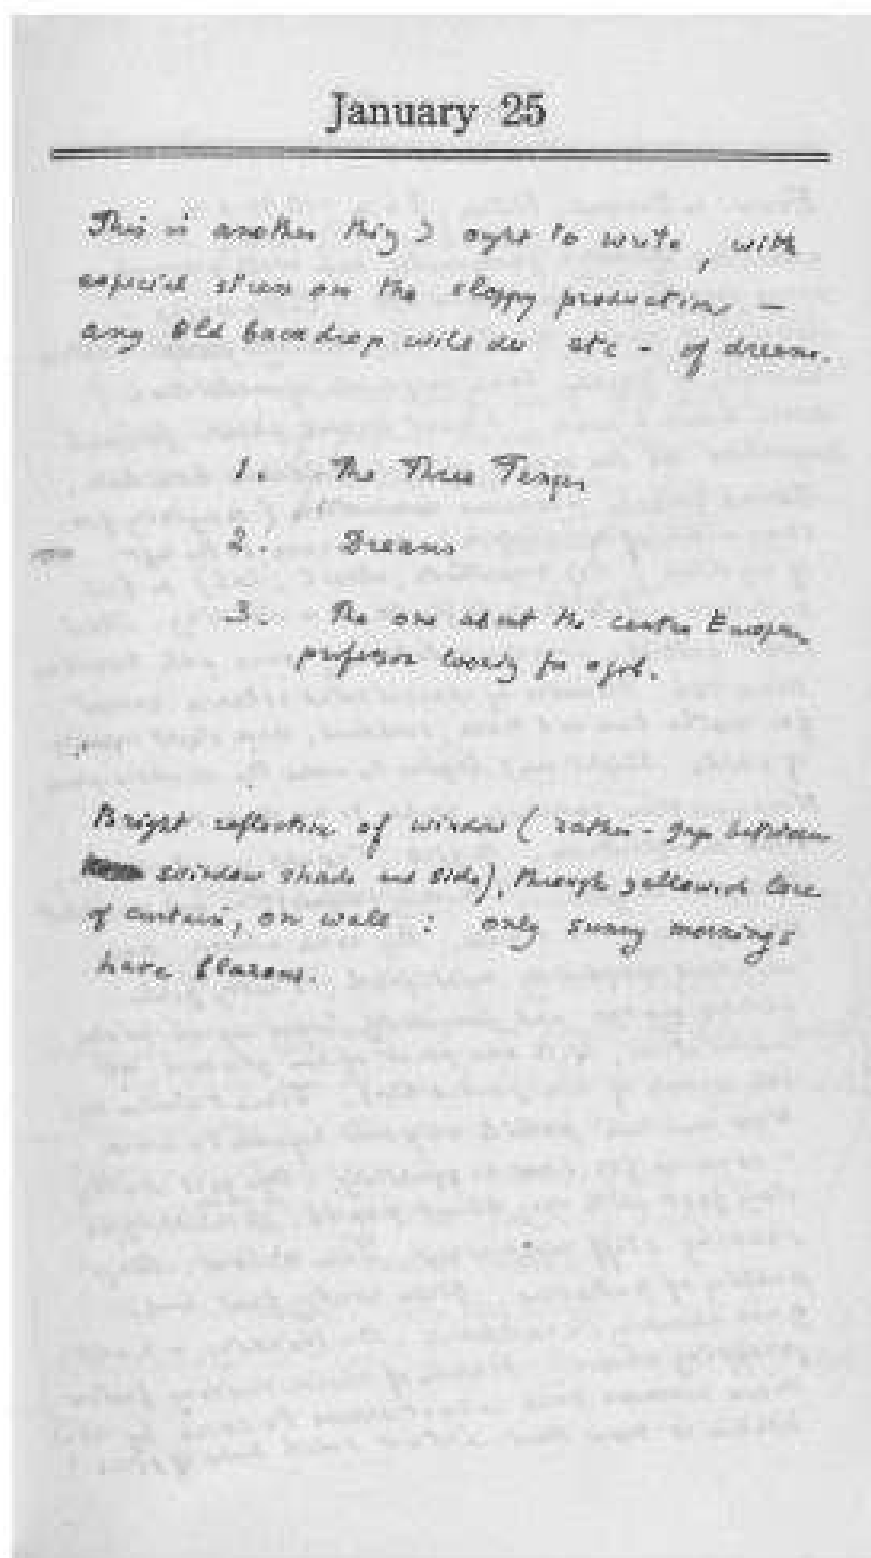 January 25
This is another thing I ought to write, with
especial stress on the sloppy production –
any old backdrop will do etc – of dreams.
1. The Three Tenses
2. Dreams
3. The one about the centre European
professor looking for a job.
Bright reflection of window (rather – gap between
window shade and side), through yellowish lace
of curtain, on wall : only sunny mornings
have